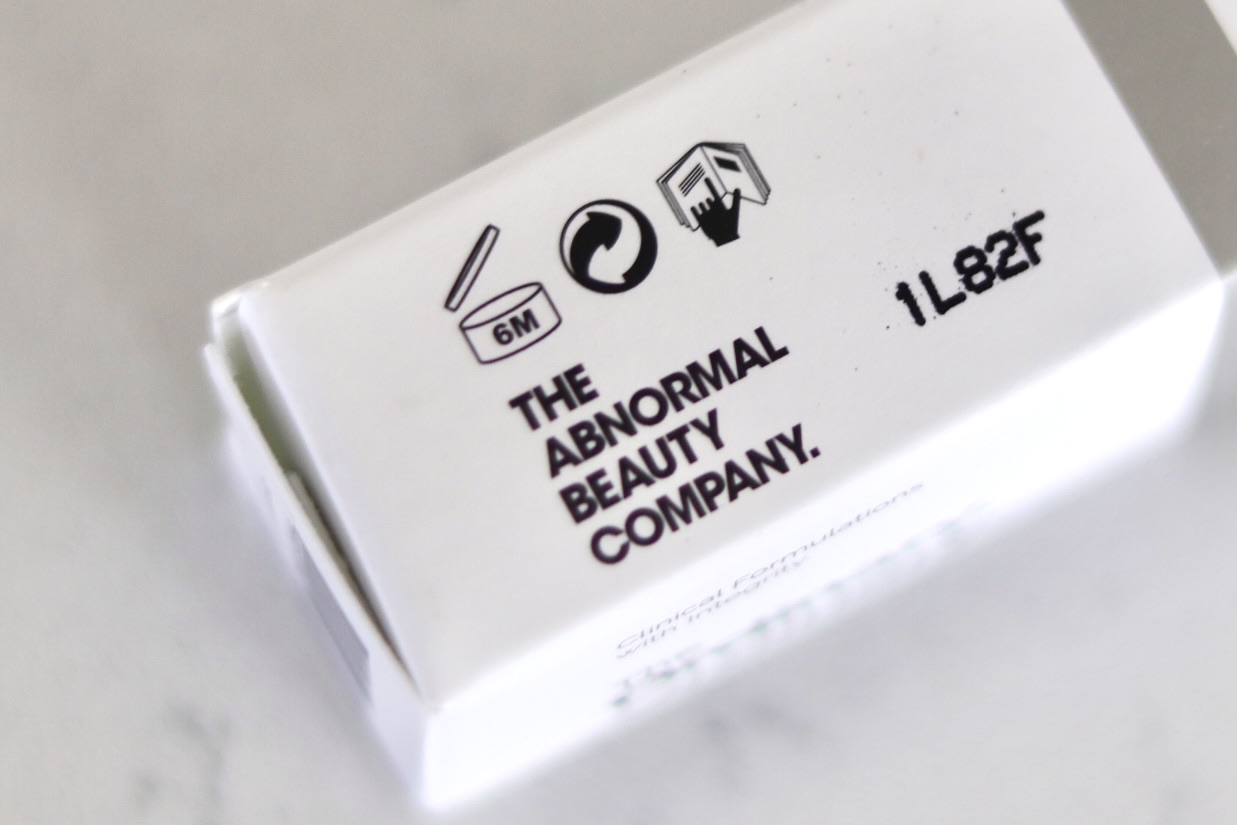 6M
THE
ABNORMAL
BEAUTY
COMPANY.
1L82F
Clinical Formulations
with Integrity